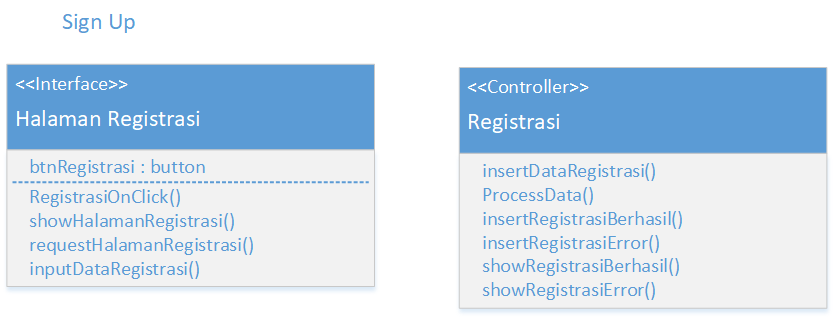 Sign Up
<<Interface>>
Halaman Registrasi
btnRegistrasi : button
RegistrasiOnClick()
showHalamanRegistrasi()
requestHalamanRegistrasi()
inputDataRegistrasi()
<<Controller>>
Registrasi
insertDataRegistrasi()
ProcessData()
insertRegistrasiBerhasil()
insertRegistrasiError()
showRegistrasiBerhasil()
showRegistrasiError()